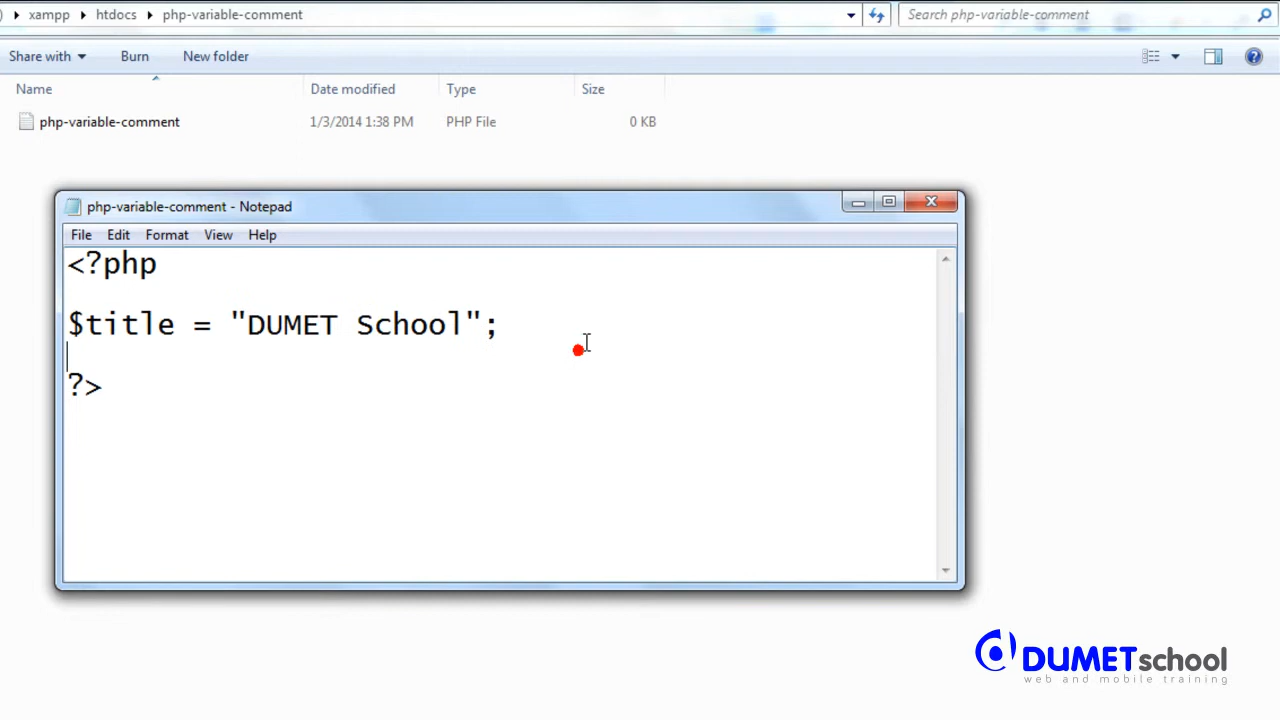 xampp htdocs php-variable-comment Search php-variable-comment
Share with Burn New folder
Name Date modified Type Size
php-variable-comment 1/3/2014 1:38 PM PHP File 0 KB
php-variable-comment - Notepad
File Edit Format View Help
<?php
$title = "DUMET School";
?>
DUMETschool
web and mobile training